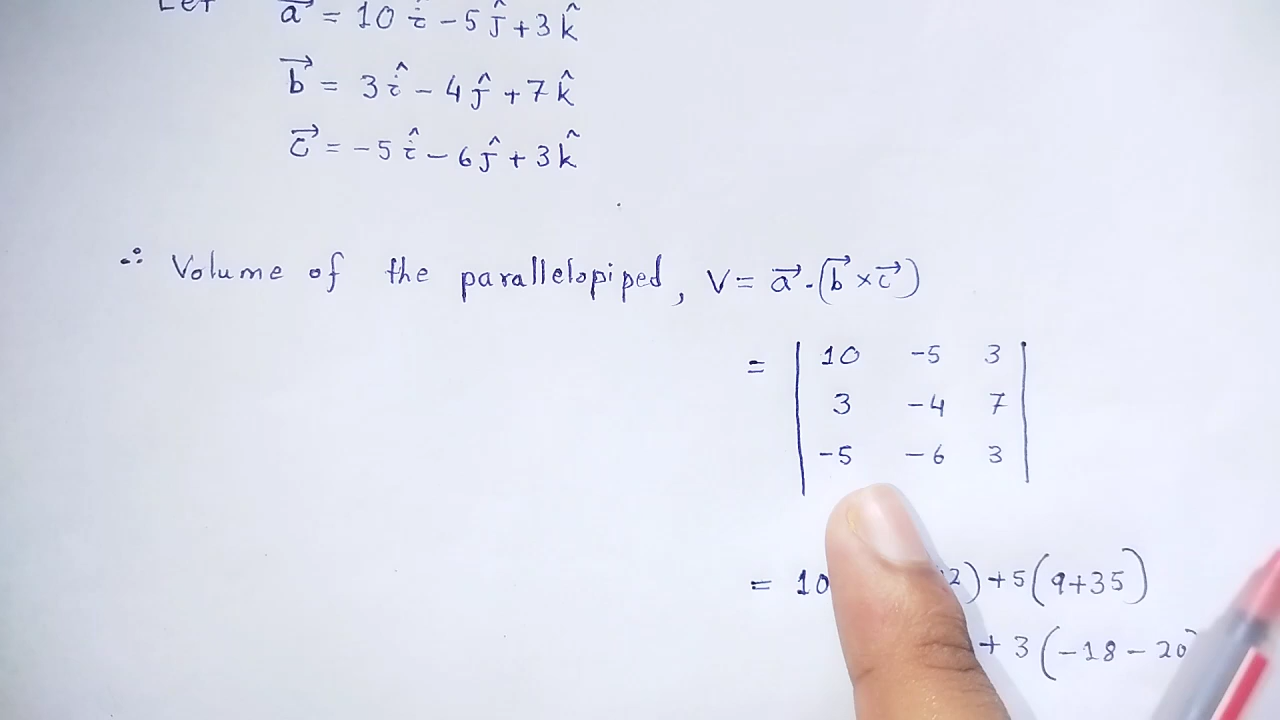 Let a⃗ = 10 î - 5 ĵ + 3 k̂
b⃗ = 3 î - 4 ĵ + 7 k̂
c⃗ = -5 î - 6 ĵ + 3 k̂
∴ Volume of the parallelopiped, V = a⃗ . (b⃗ × c⃗)
= | 10 -5 3 |
| 3 -4 7 |
| -5 -6 3 |
= 10 2) + 5 (9 + 35)
+ 3 (-18 - 20